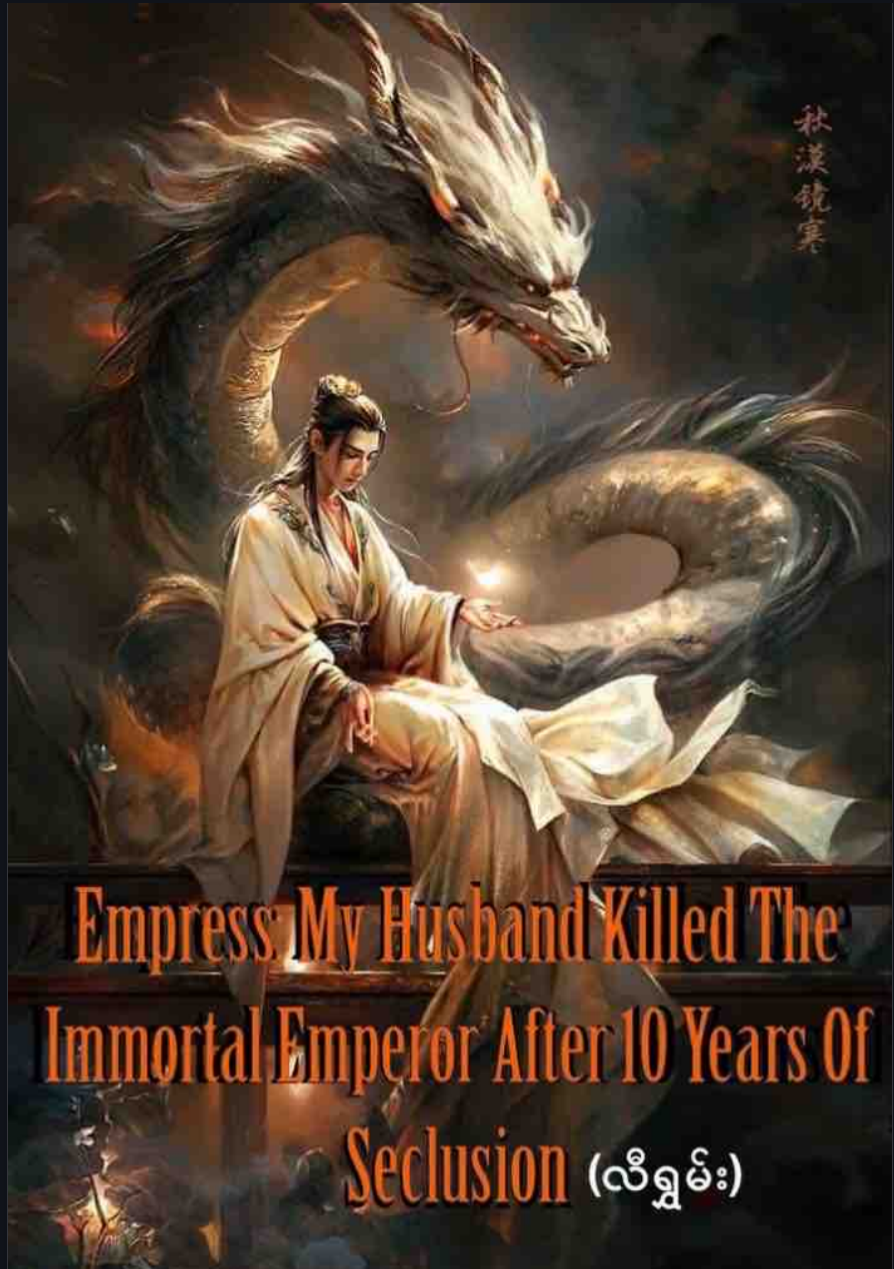 秋漠镜寒
Empress: My Husband Killed The
Immortal Emperor After 10 Years Of
Seclusion (လီရှမ်း)